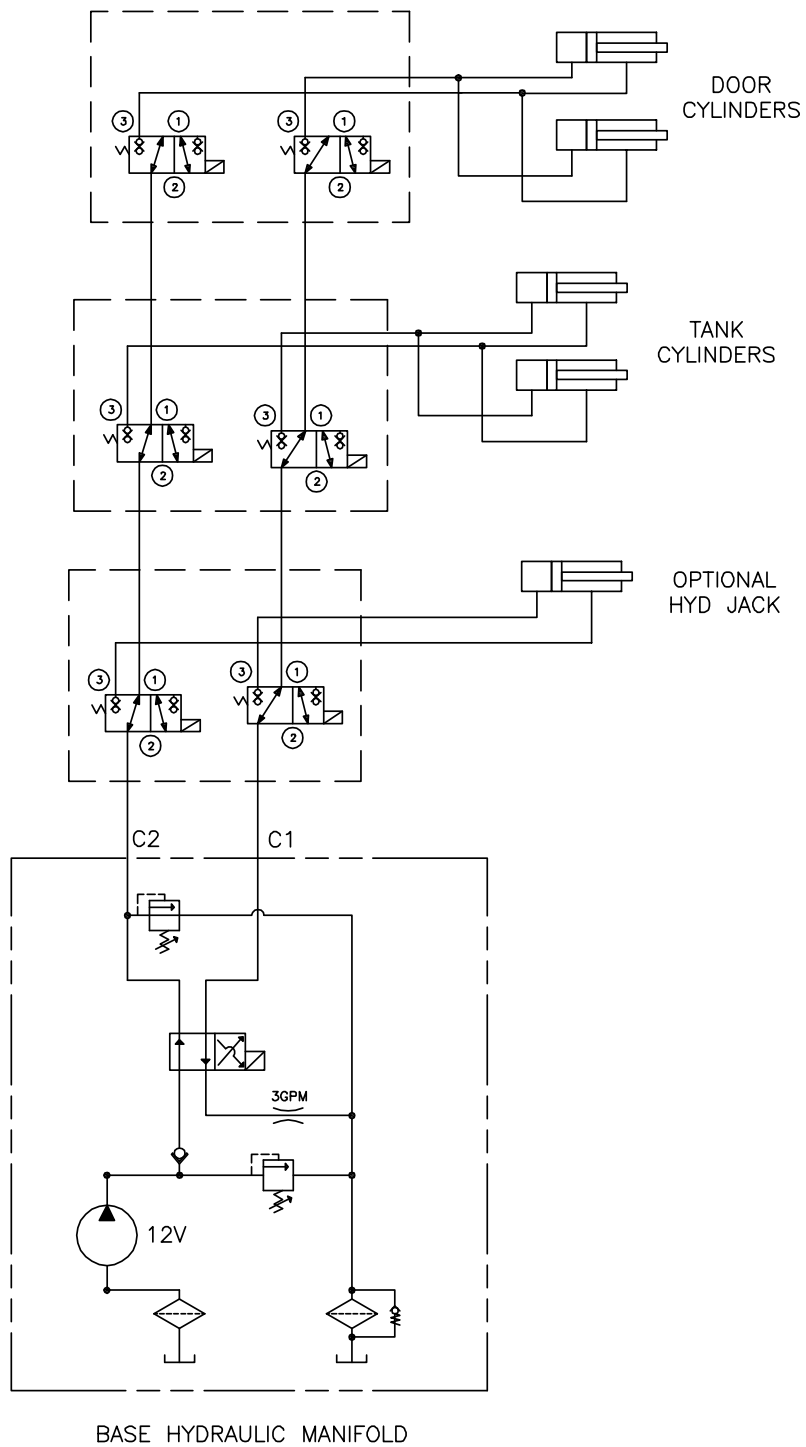 DOOR
CYLINDERS
3 1 3 1
2 2
TANK
CYLINDERS
3 1 3 1
2 2
OPTIONAL
HYD JACK
3 1 3 1
2 2
C2 C1
3GPM
12V
BASE HYDRAULIC MANIFOLD